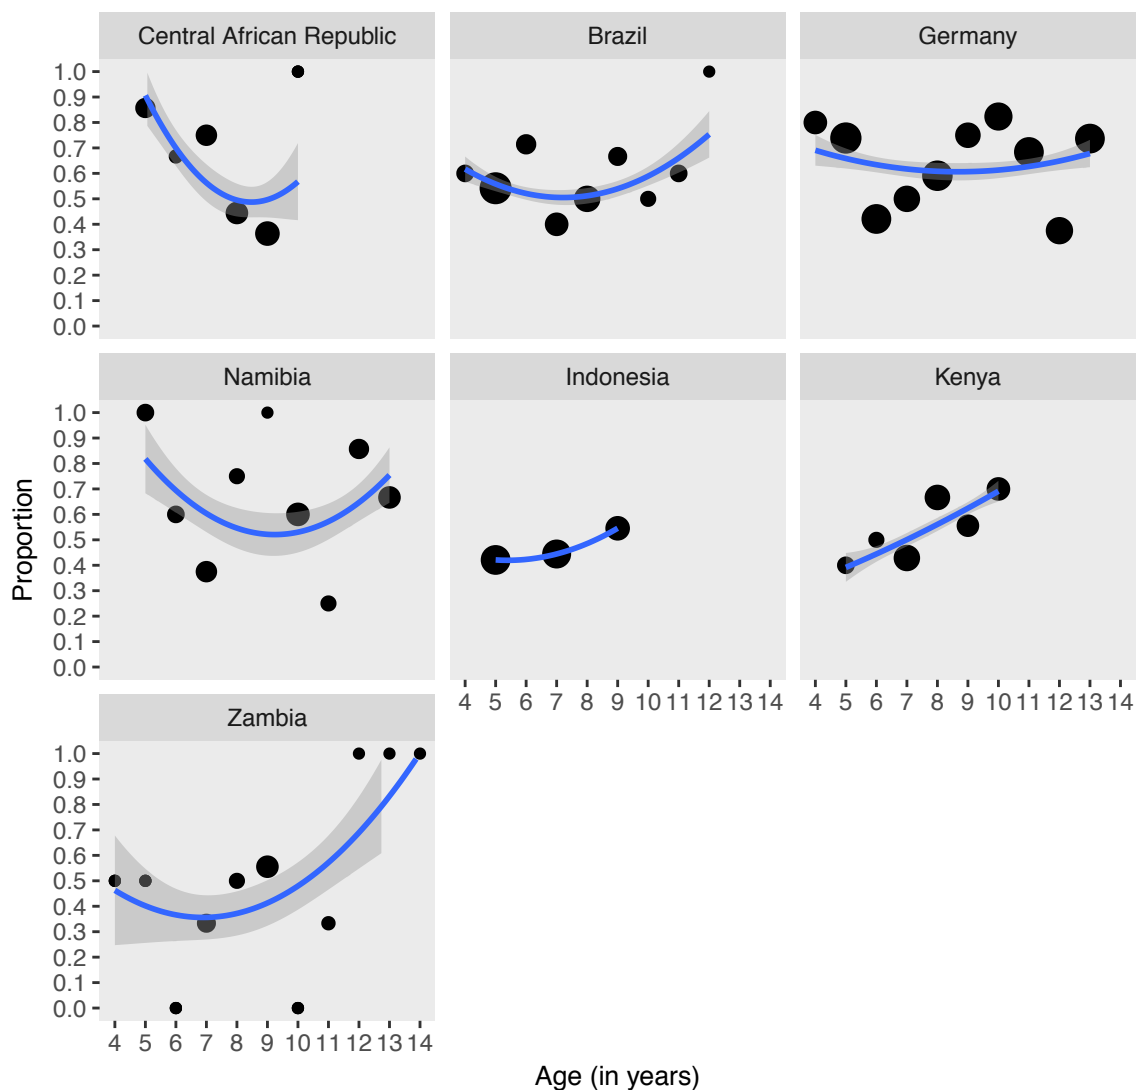 Central African Republic
Brazil
Germany
1.0
0.9
0.8
0.7
0.6
0.5
0.4
0.3
0.2
0.1
0.0
Namibia
Indonesia
Kenya
1.0
0.9
0.8
0.7
0.6
0.5
0.4
0.3
0.2
0.1
0.0
4 5 6 7 8 9 10 11 12 13 14
4 5 6 7 8 9 10 11 12 13 14
Zambia
1.0
0.9
0.8
0.7
0.6
0.5
0.4
0.3
0.2
0.1
0.0
4 5 6 7 8 9 10 11 12 13 14
Proportion
Age (in years)